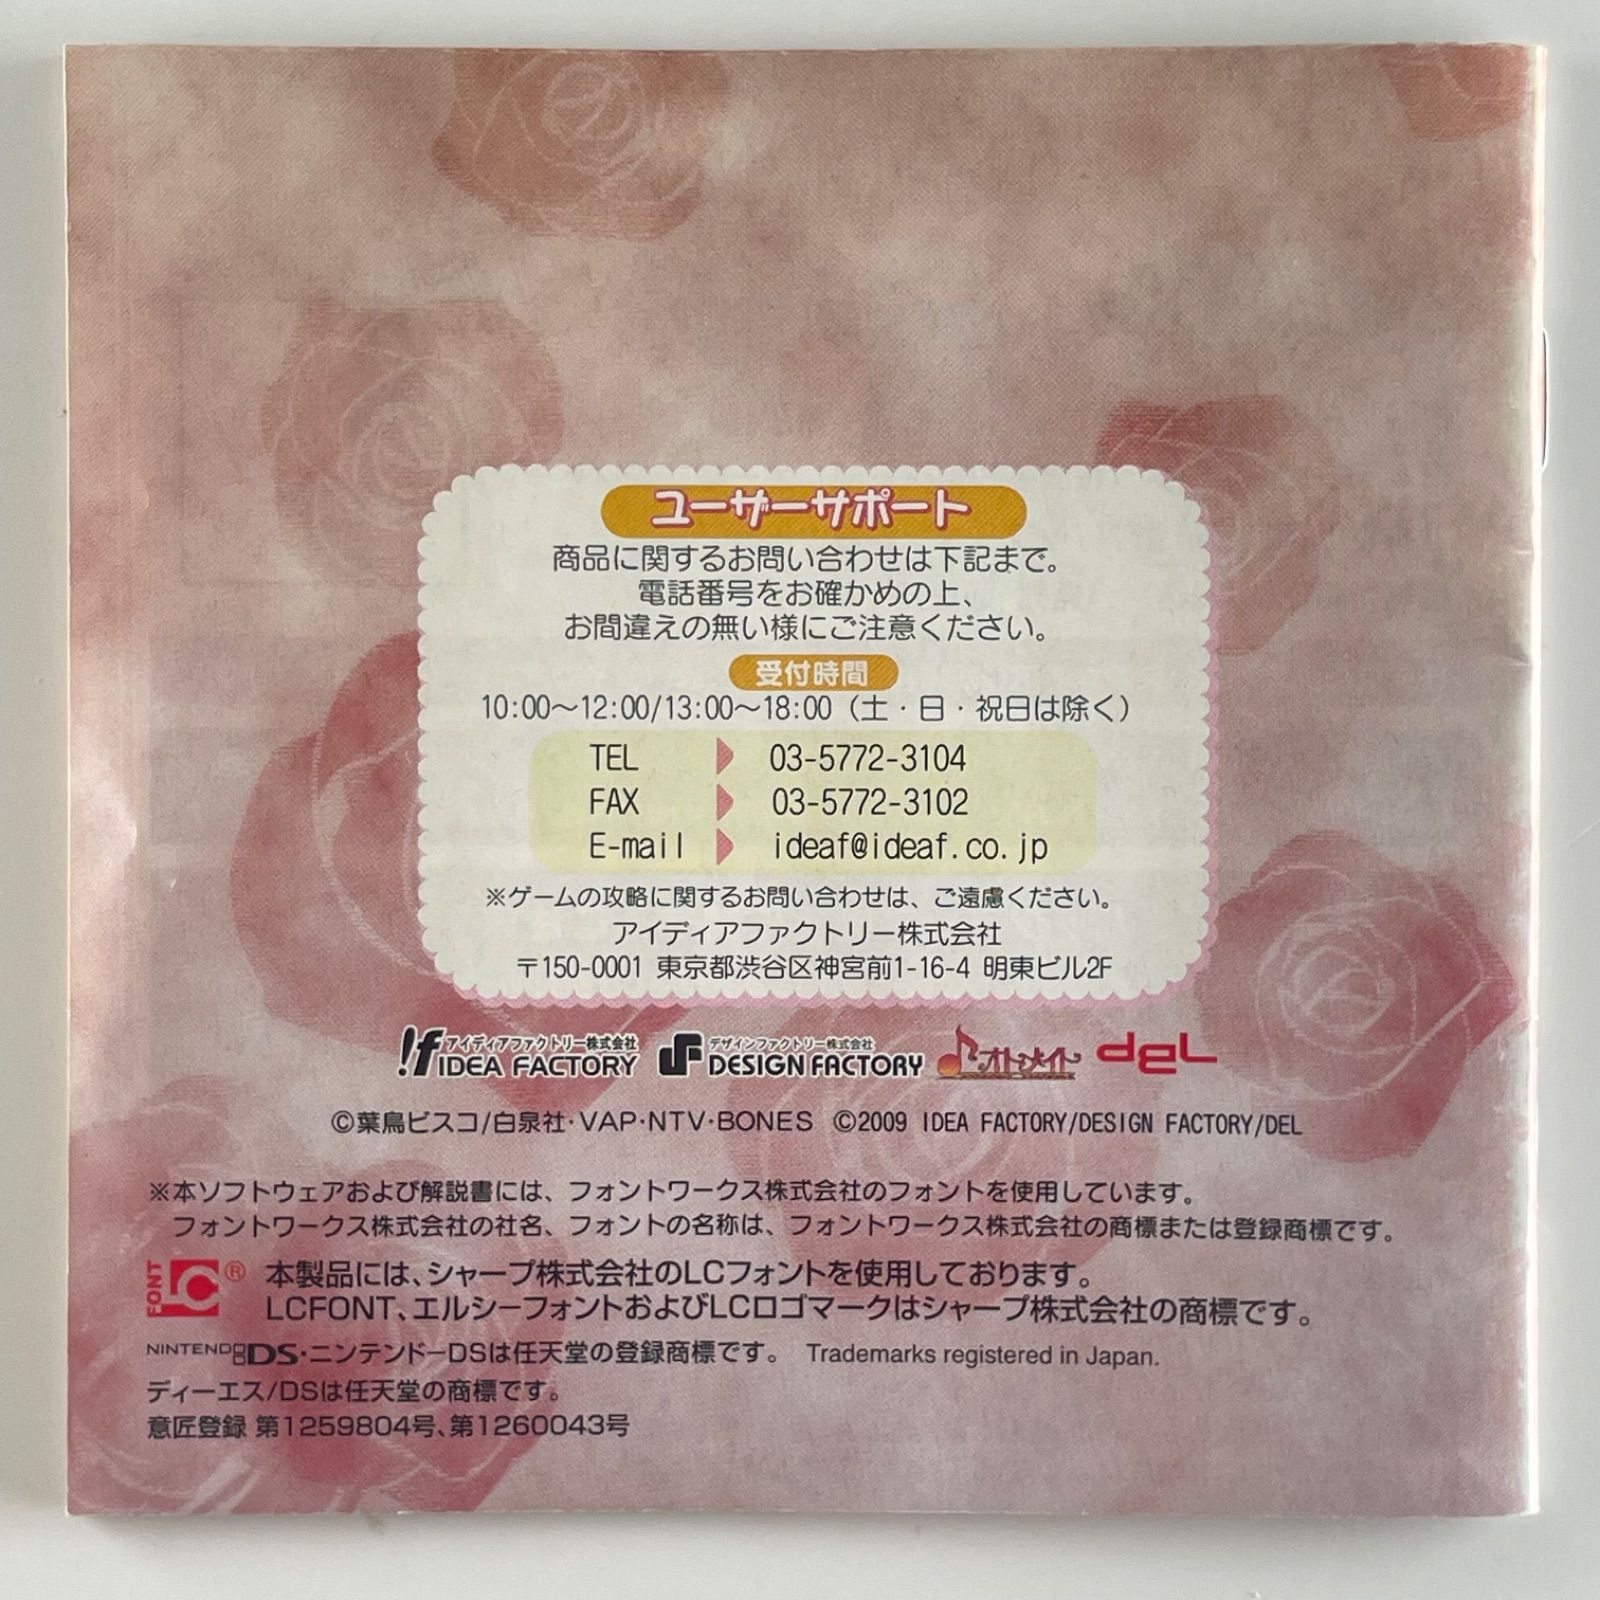 ユーザーサポート
商品に関するお問い合わせは下記まで。
電話番号をお確かめの上、
お間違えの無い様にご注意ください。
受付時間
10:00～12:00/13:00～18:00（土・日・祝日は除く）
TEL 03-5772-3104
FAX 03-5772-3102
E-mail ideaf@ideaf.co.jp
※ゲームの攻略に関するお問い合わせは、ご遠慮ください。
アイディアファクトリー株式会社
〒150-0001 東京都渋谷区神宮前1-16-4 明東ビル2F
!f アイディアファクトリー株式会社 IDEA FACTORY DF デザインファクトリー株式会社 DESIGN FACTORY オトメイト dEL
©葉鳥ビスコ/白泉社・VAP・NTV・BONES ©2009 IDEA FACTORY/DESIGN FACTORY/DEL
※本ソフトウェアおよび解説書には、フォントワークス株式会社のフォントを使用しています。
フォントワークス株式会社の社名、フォントの名称は、フォントワークス株式会社の商標または登録商標です。
LC FONT ® 本製品には、シャープ株式会社のLCフォントを使用しております。
LCFONT、エルシーフォントおよびLCロゴマークはシャープ株式会社の商標です。
NINTENDO DS・ニンテンドーDSは任天堂の登録商標です。 Trademarks registered in Japan.
ディーエス/DSは任天堂の商標です。
意匠登録 第1259804号、第1260043号